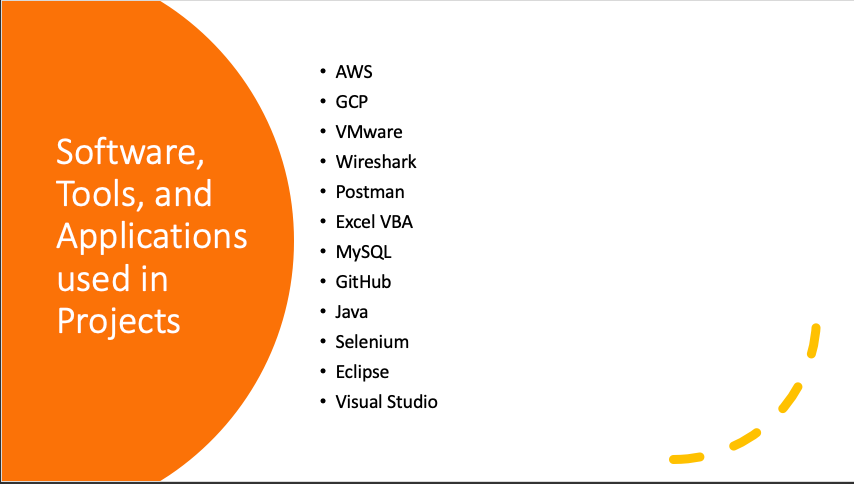 Software,
Tools, and
Applications
used in
Projects
• AWS
• GCP
• VMware
• Wireshark
• Postman
• Excel VBA
• MySQL
• GitHub
• Java
• Selenium
• Eclipse
• Visual Studio